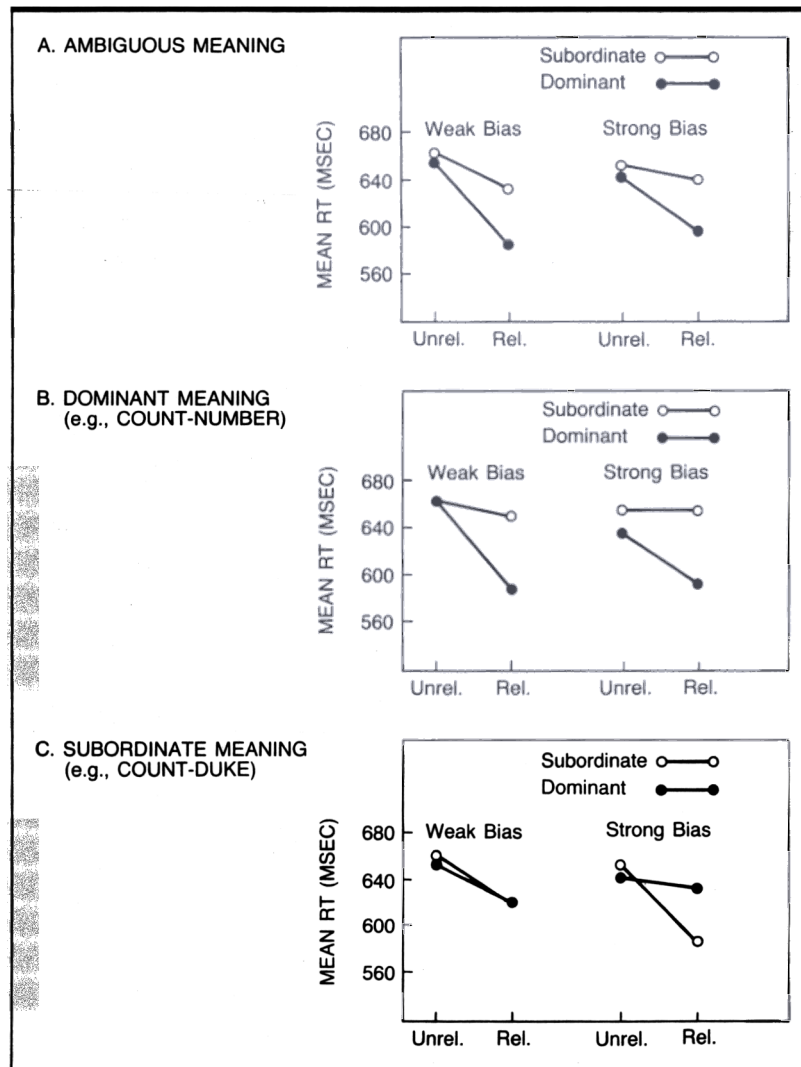 A. AMBIGUOUS MEANING
Subordinate
Dominant
MEAN RT (MSEC)
680
640
600
560
Weak Bias
Strong Bias
Unrel. Rel. Unrel. Rel.
B. DOMINANT MEANING
(e.g., COUNT-NUMBER)
Subordinate
Dominant
MEAN RT (MSEC)
680
640
600
560
Weak Bias
Strong Bias
Unrel. Rel. Unrel. Rel.
C. SUBORDINATE MEANING
(e.g., COUNT-DUKE)
Subordinate
Dominant
MEAN RT (MSEC)
680
640
600
560
Weak Bias
Strong Bias
Unrel. Rel. Unrel. Rel.